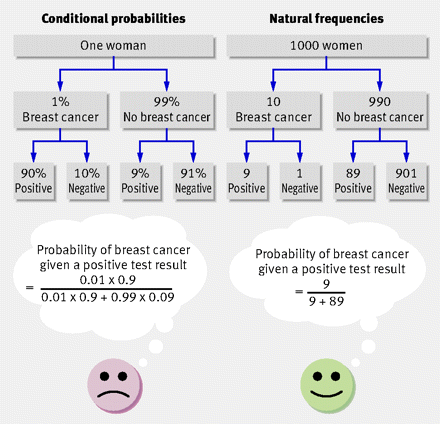 Conditional probabilities
One woman
1%
Breast cancer
99%
No breast cancer
90%
Positive
10%
Negative
9%
Positive
91%
Negative
Probability of breast cancer
given a positive test result
= 0.01 x 0.9
0.01 x 0.9 + 0.99 x 0.09
Natural frequencies
1000 women
10
Breast cancer
990
No breast cancer
9
Positive
1
Negative
89
Positive
901
Negative
Probability of breast cancer
given a positive test result
= 9
9 + 89